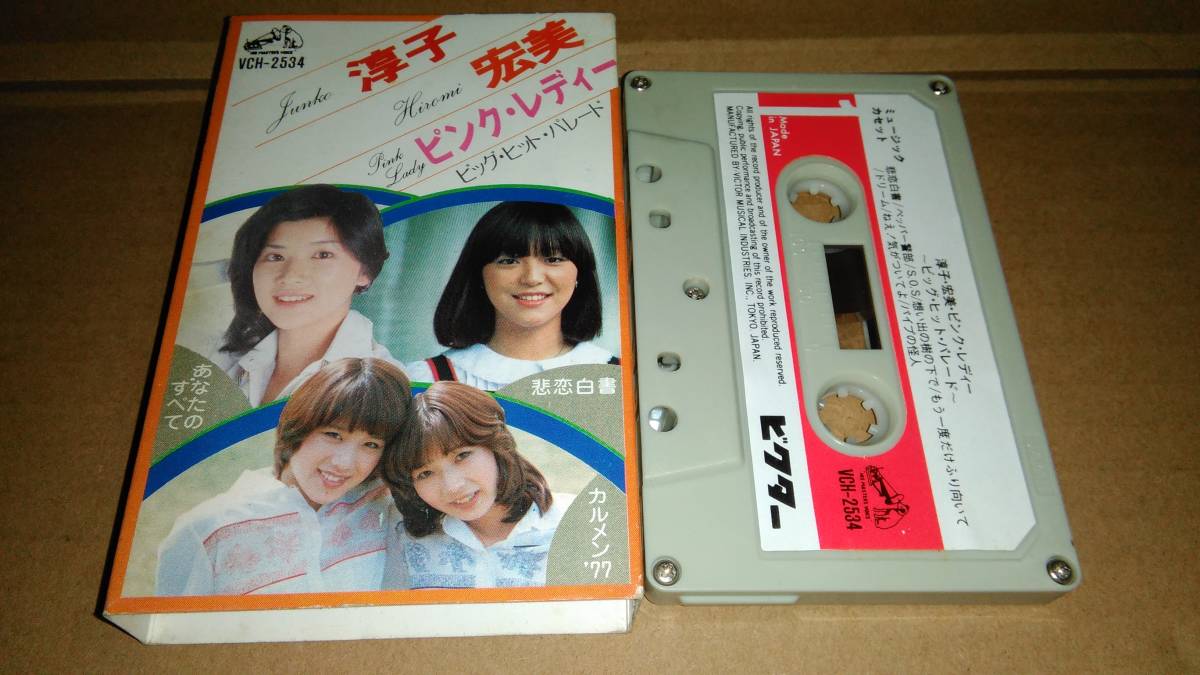 HIS MASTER'S VOICE
VCH-2534
淳子
宏美
Junko
Hiromi
Pink Lady
ピンク・レディー
ビッグ・ヒット・パレード
あなたの
すべて
悲恋白書
カルメン'77
淳子・宏美・ピンク・レディー
〜ビッグ・ヒット・パレード〜
ミュージック
カセット
悲恋白書/ペッパー警部/S.O.S/想い出の樹の下で/もう一度だけふり向いて
/ドリーム/ねえ!気がついてよ/パイプの怪人
Made
in JAPAN
All rights of the record producer and of the owner of the work reproduced reserved.
Copying, public performance and broadcasting of this record prohibited.
MANUFACTURED BY VICTOR MUSICAL INDUSTRIES, INC., TOKYO, JAPAN.
ビクター
VCH-2534
HIS MASTER'S VOICE